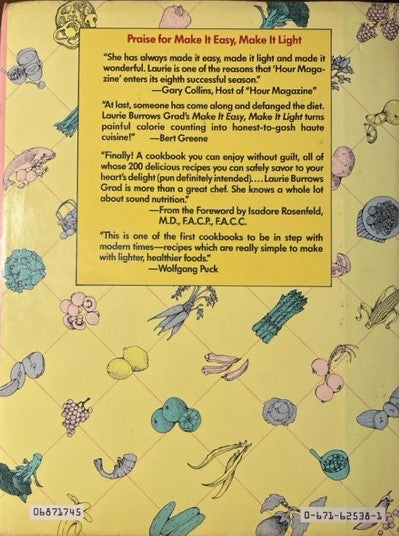 Praise for Make It Easy, Make It Light
"She has always made it easy, made it light and made it
wonderful. Laurie is one of the reasons that 'Hour Maga-
zine' enters its eighth successful season."
—Gary Collins, Host of "Hour Magazine"
"At last, someone has come along and defanged the diet.
Laurie Burrows Grad's Make It Easy, Make It Light turns
painful calorie counting into honest-to-gosh haute
cuisine!" —Bert Greene
"Finally! A cookbook you can enjoy without guilt, all of
whose 200 delicious recipes you can safely savor to your
heart's delight (pun definitely intended).... Laurie Burrows
Grad is more than a great chef. She knows a whole lot
about sound nutrition."
—From the Foreword by Isadore Rosenfeld,
M.D., F.A.C.P., F.A.C.C.
"This is one of the first cookbooks to be in step with
modern times—recipes which are really simple to make
with lighter, healthier foods."
—Wolfgang Puck
06871745
0-671-62538-1